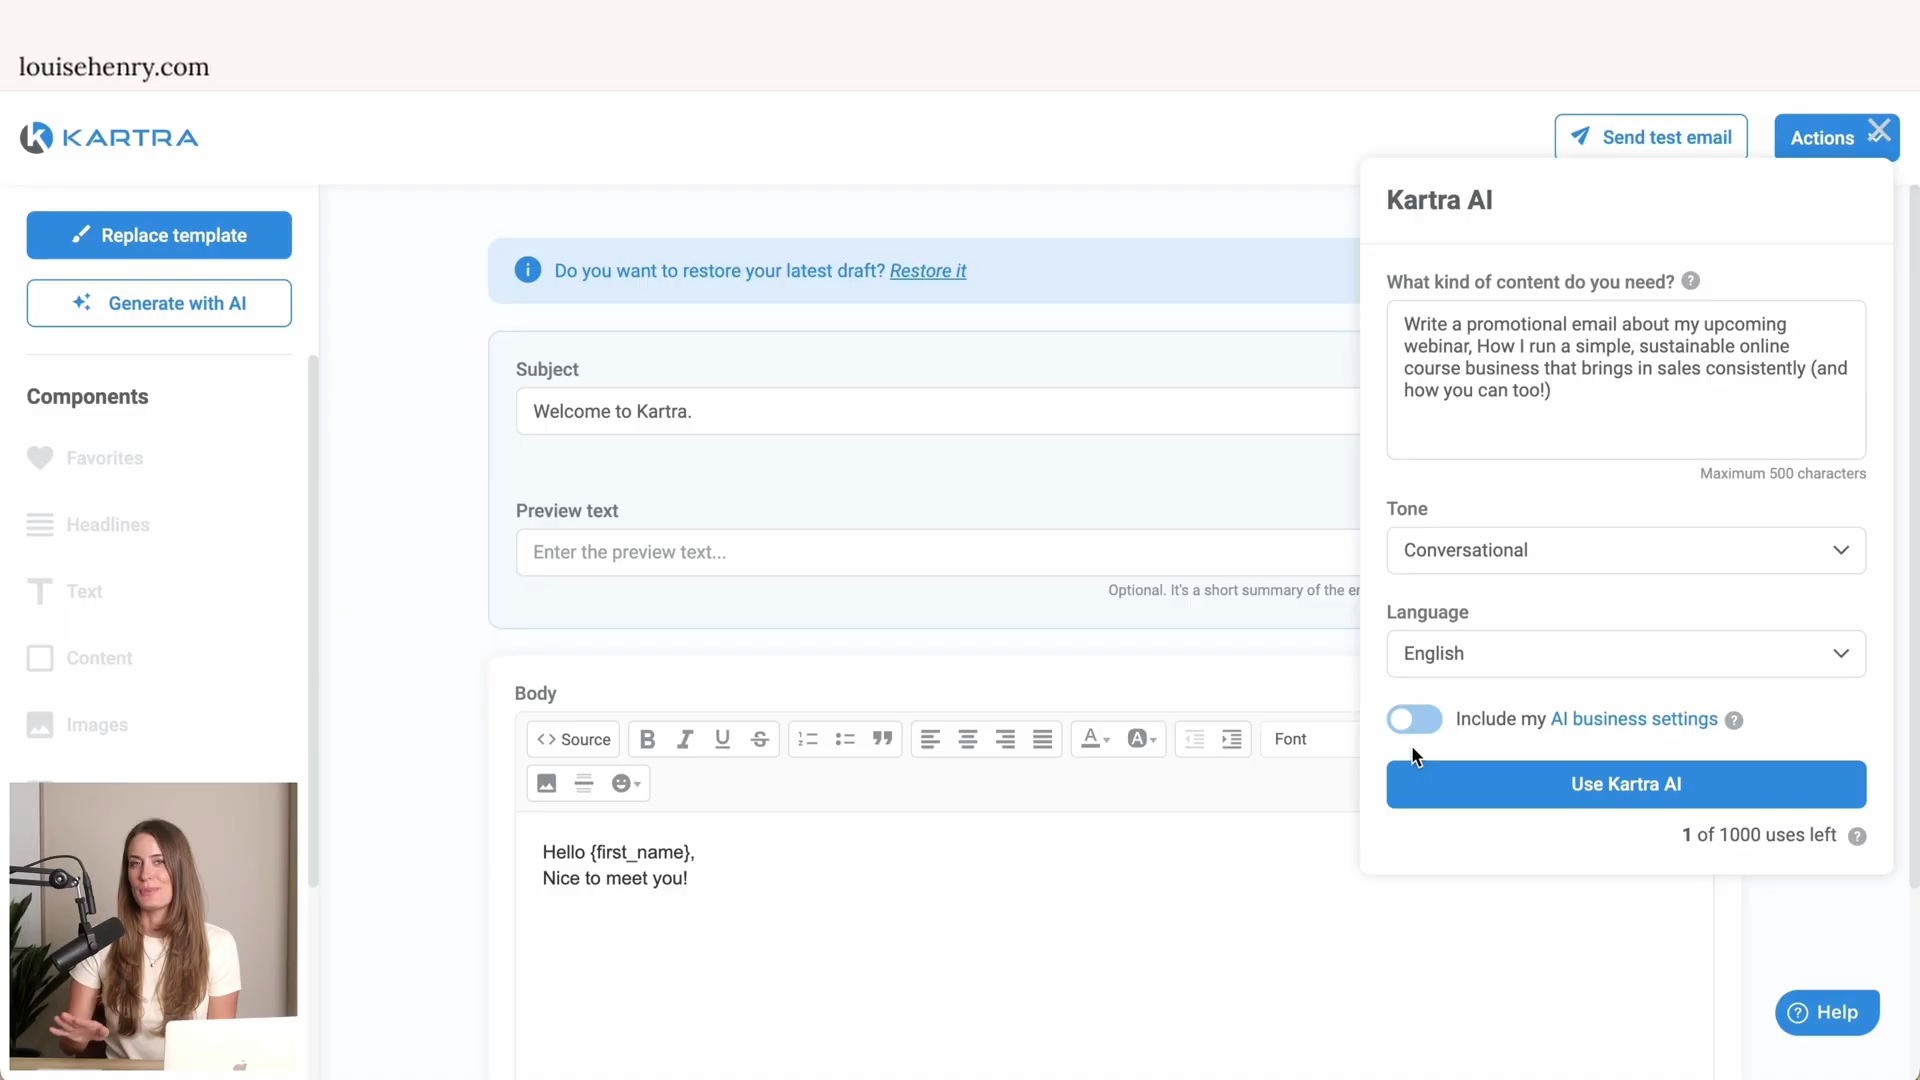 louisehenry.com
KARTRA
Send test email
Actions
Replace template
Generate with AI
Components
Favorites
Headlines
Text
Content
Images
Do you want to restore your latest draft? Restore it
Subject
Welcome to Kartra.
Preview text
Enter the preview text...
Optional. It's a short summary of the
Body
Source
Font
Hello {first_name},
Nice to meet you!
Kartra AI
What kind of content do you need?
Write a promotional email about my upcoming
webinar, How I run a simple, sustainable online
course business that brings in sales consistently (and
how you can too!)
Maximum 500 characters
Tone
Conversational
Language
English
Include my AI business settings
Use Kartra AI
1 of 1000 uses left
Help